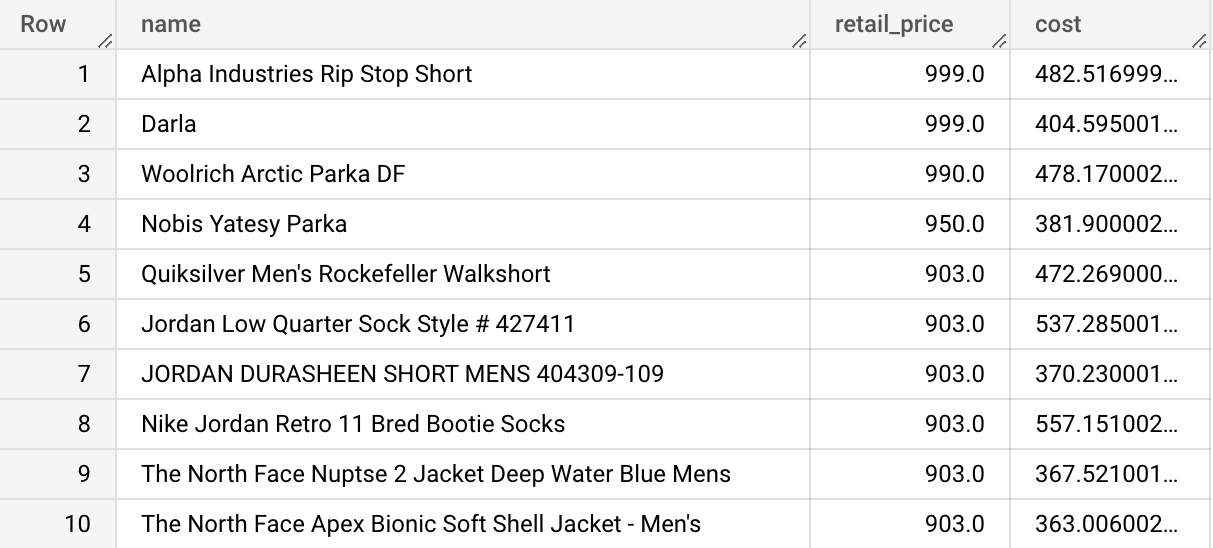 Row name retail_price cost
1 Alpha Industries Rip Stop Short 999.0 482.516999...
2 Darla 999.0 404.595001...
3 Woolrich Arctic Parka DF 990.0 478.170002...
4 Nobis Yatesy Parka 950.0 381.900002...
5 Quiksilver Men's Rockefeller Walkshort 903.0 472.269000...
6 Jordan Low Quarter Sock Style # 427411 903.0 537.285001...
7 JORDAN DURASHEEN SHORT MENS 404309-109 903.0 370.230001...
8 Nike Jordan Retro 11 Bred Bootie Socks 903.0 557.151002...
9 The North Face Nuptse 2 Jacket Deep Water Blue Mens 903.0 367.521001...
10 The North Face Apex Bionic Soft Shell Jacket - Men's 903.0 363.006002...